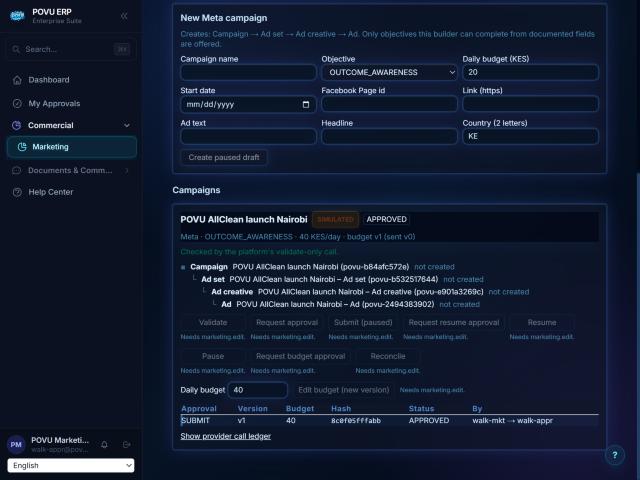 POVU ERP
Enterprise Suite
Search...
⌘K
Dashboard
My Approvals
Commercial
Marketing
Documents & Comm...
Help Center
PM
POVU Marketi...
walk-appr@pov...
English
New Meta campaign
Creates: Campaign → Ad set → Ad creative → Ad. Only objectives this builder can complete from documented fields
are offered.
Campaign name Objective Daily budget (KES)
OUTCOME_AWARENESS 20
Start date Facebook Page id Link (https)
mm/dd/yyyy
Ad text Headline Country (2 letters)
KE
Create paused draft
Campaigns
POVU AllClean launch Nairobi SIMULATED APPROVED
Meta · OUTCOME_AWARENESS · 40 KES/day · budget v1 (sent v0)
Checked by the platform's validate-only call.
Campaign POVU AllClean launch Nairobi (povu-b84afc572e) not created
└ Ad set POVU AllClean launch Nairobi – Ad set (povu-b532517644) not created
└ Ad creative POVU AllClean launch Nairobi – Ad creative (povu-e901a3269c) not created
└ Ad POVU AllClean launch Nairobi – Ad (povu-2494383902) not created
Validate Request approval Submit (paused) Request resume approval Resume
Needs marketing.edit. Needs marketing.edit. Needs marketing.edit. Needs marketing.edit. Needs marketing.edit.
Pause Request budget approval Reconcile
Needs marketing.edit. Needs marketing.edit. Needs marketing.edit.
Daily budget 40 Edit budget (new version) Needs marketing.edit.
Approval Version Budget Hash Status By
SUBMIT v1 40 8c0f05fffabb APPROVED walk-mkt → walk-appr
Show provider call ledger
?